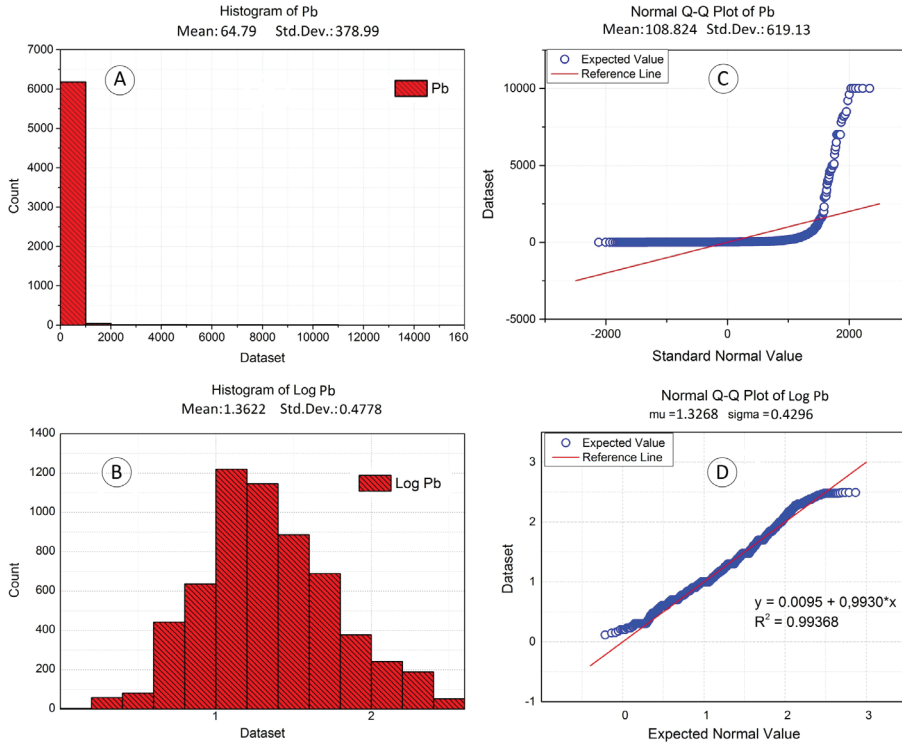 Histogram of Pb
Mean:64.79 Std.Dev.:378.99
7000
6000
5000
4000
3000
2000
1000
0
Count
A
Pb
0 2000 4000 6000 8000 10000 12000 14000 160
Dataset
Normal Q-Q Plot of Pb
Mean:108.824 Std.Dev.:619.13
Expected Value
Reference Line
C
10000
5000
0
-5000
Dataset
-2000 0 2000
Standard Normal Value
Histogram of Log Pb
Mean:1.3622 Std.Dev.:0.4778
1400
1200
1000
800
600
400
200
0
Count
B
Log Pb
1 2
Dataset
Normal Q-Q Plot of Log Pb
mu =1.3268 sigma =0.4296
Expected Value
Reference Line
D
3
2
1
0
-1
Dataset
y = 0.0095 + 0,9930*x
R² = 0.99368
0 1 2 3
Expected Normal Value